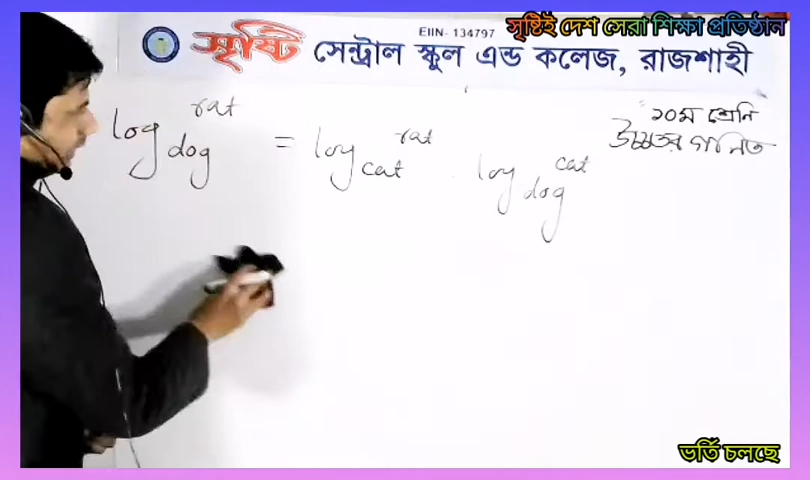 সৃষ্টিই দেশ সেরা শিক্ষা প্রতিষ্ঠান
EIIN- 134797
সৃষ্টি সেন্ট্রাল স্কুল এন্ড কলেজ, রাজশাহী
১০ম শ্রেনি
উচ্চতর গনিত
log dog rat = log cat rat . log dog cat
ভর্তি চলছে